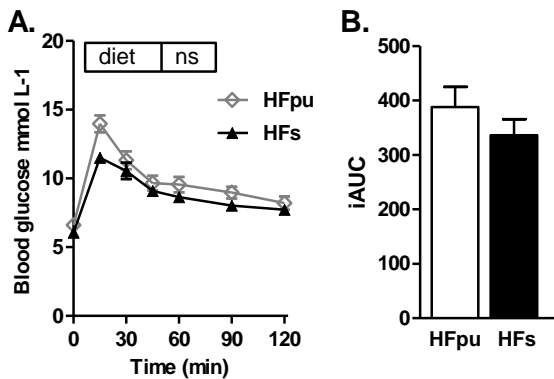 A.
diet ns
HFpu
HFs
Blood glucose mmol L-1
20
15
10
5
0
0 30 60 90 120
Time (min)
B.
iAUC
500
400
300
200
100
0
HFpu HFs